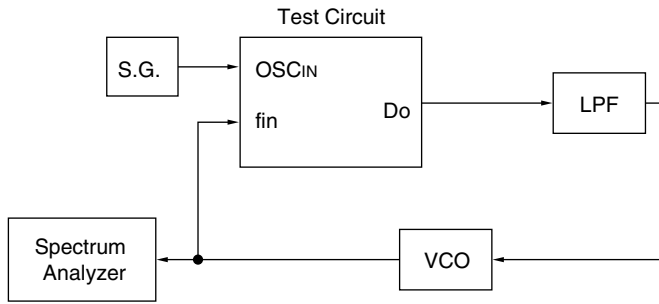 Test Circuit
S.G.
OSCIN
fin
Do
LPF
Spectrum
Analyzer
VCO